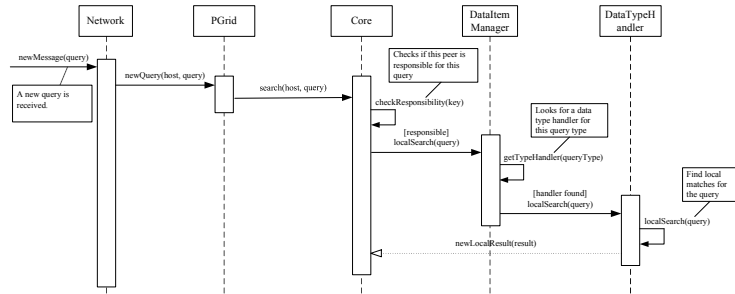 Network
PGrid
Core
DataItem
Manager
DataTypeH
andler
newMessage(query)
A new query is
received.
newQuery(host, query)
search(host, query)
Checks if this peer is
responsible for this
query
checkResponsibility(key)
[responsible]
localSearch(query)
Looks for a data
type handler for
this query type
getTypeHandler(queryType)
[handler found]
localSearch(query)
Find local
matches for
the query
localSearch(query)
newLocalResult(result)